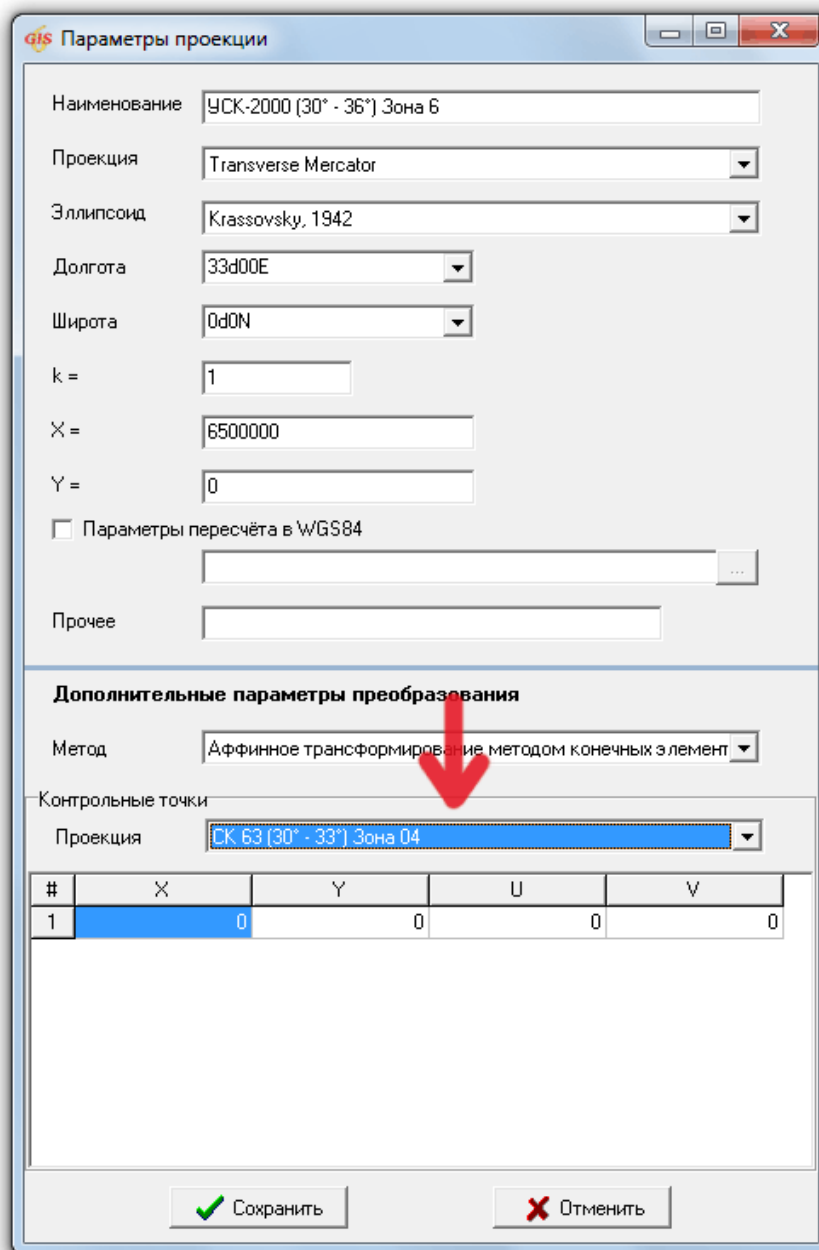 GIS Параметры проекции
Наименование УСК-2000 (30° - 36°) Зона 6
Проекция Transverse Mercator
Эллипсоид Krassovsky, 1942
Долгота 33d00E
Широта 0d0N
k = 1
X = 6500000
Y = 0
Параметры пересчёта в WGS84
...
Прочее
Дополнительные параметры преобразования
Метод Аффинное трансформирование методом конечных элемент
Контрольные точки
Проекция СК 63 (30° - 33°) Зона 04
# X Y U V
1 0 0 0 0
Сохранить Отменить